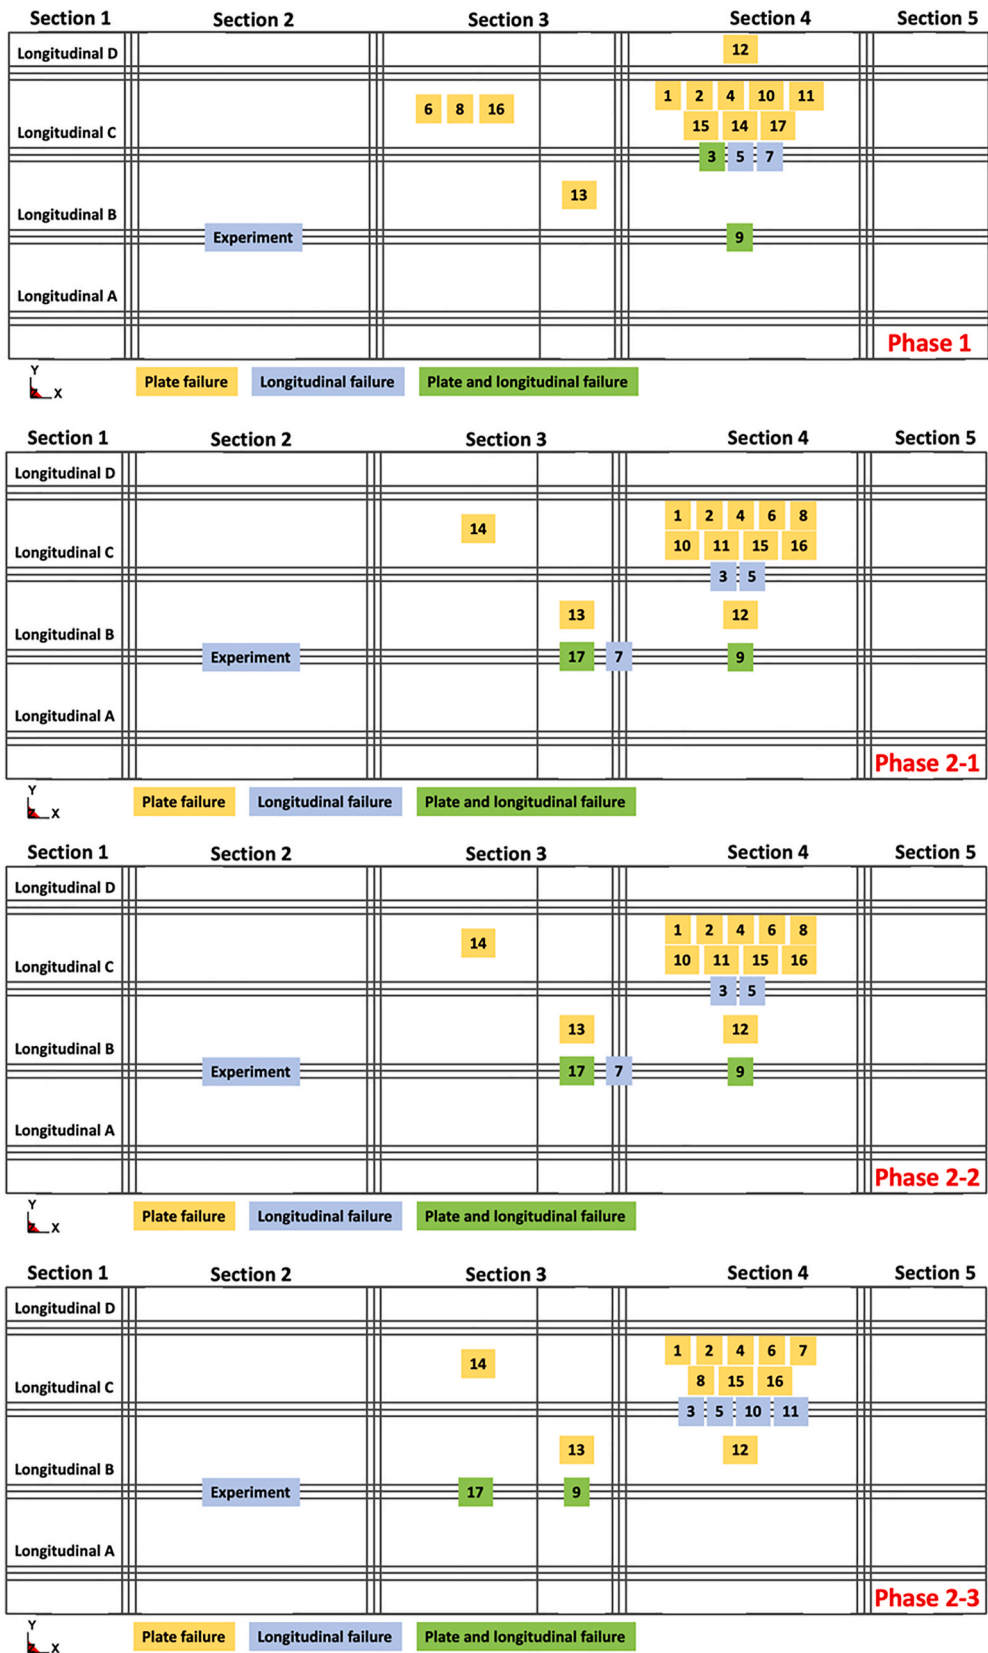 Section 1 Section 2 Section 3 Section 4 Section 5
Longitudinal D
12
1 2 4 10 11
6 8 16
15 14 17
Longitudinal C
3 5 7
13
Longitudinal B
Experiment 9
Longitudinal A
Phase 1
Y
Z X
Plate failure Longitudinal failure Plate and longitudinal failure
Section 1 Section 2 Section 3 Section 4 Section 5
Longitudinal D
1 2 4 6 8
14
10 11 15 16
Longitudinal C
3 5
13 12
Longitudinal B
Experiment 17 7 9
Longitudinal A
Phase 2-1
Y
Z X
Plate failure Longitudinal failure Plate and longitudinal failure
Section 1 Section 2 Section 3 Section 4 Section 5
Longitudinal D
1 2 4 6 8
14
10 11 15 16
Longitudinal C
3 5
13 12
Longitudinal B
Experiment 17 7 9
Longitudinal A
Phase 2-2
Y
Z X
Plate failure Longitudinal failure Plate and longitudinal failure
Section 1 Section 2 Section 3 Section 4 Section 5
Longitudinal D
1 2 4 6 7
14
8 15 16
Longitudinal C
3 5 10 11
13 12
Longitudinal B
Experiment 17 9
Longitudinal A
Phase 2-3
Y
Z X
Plate failure Longitudinal failure Plate and longitudinal failure